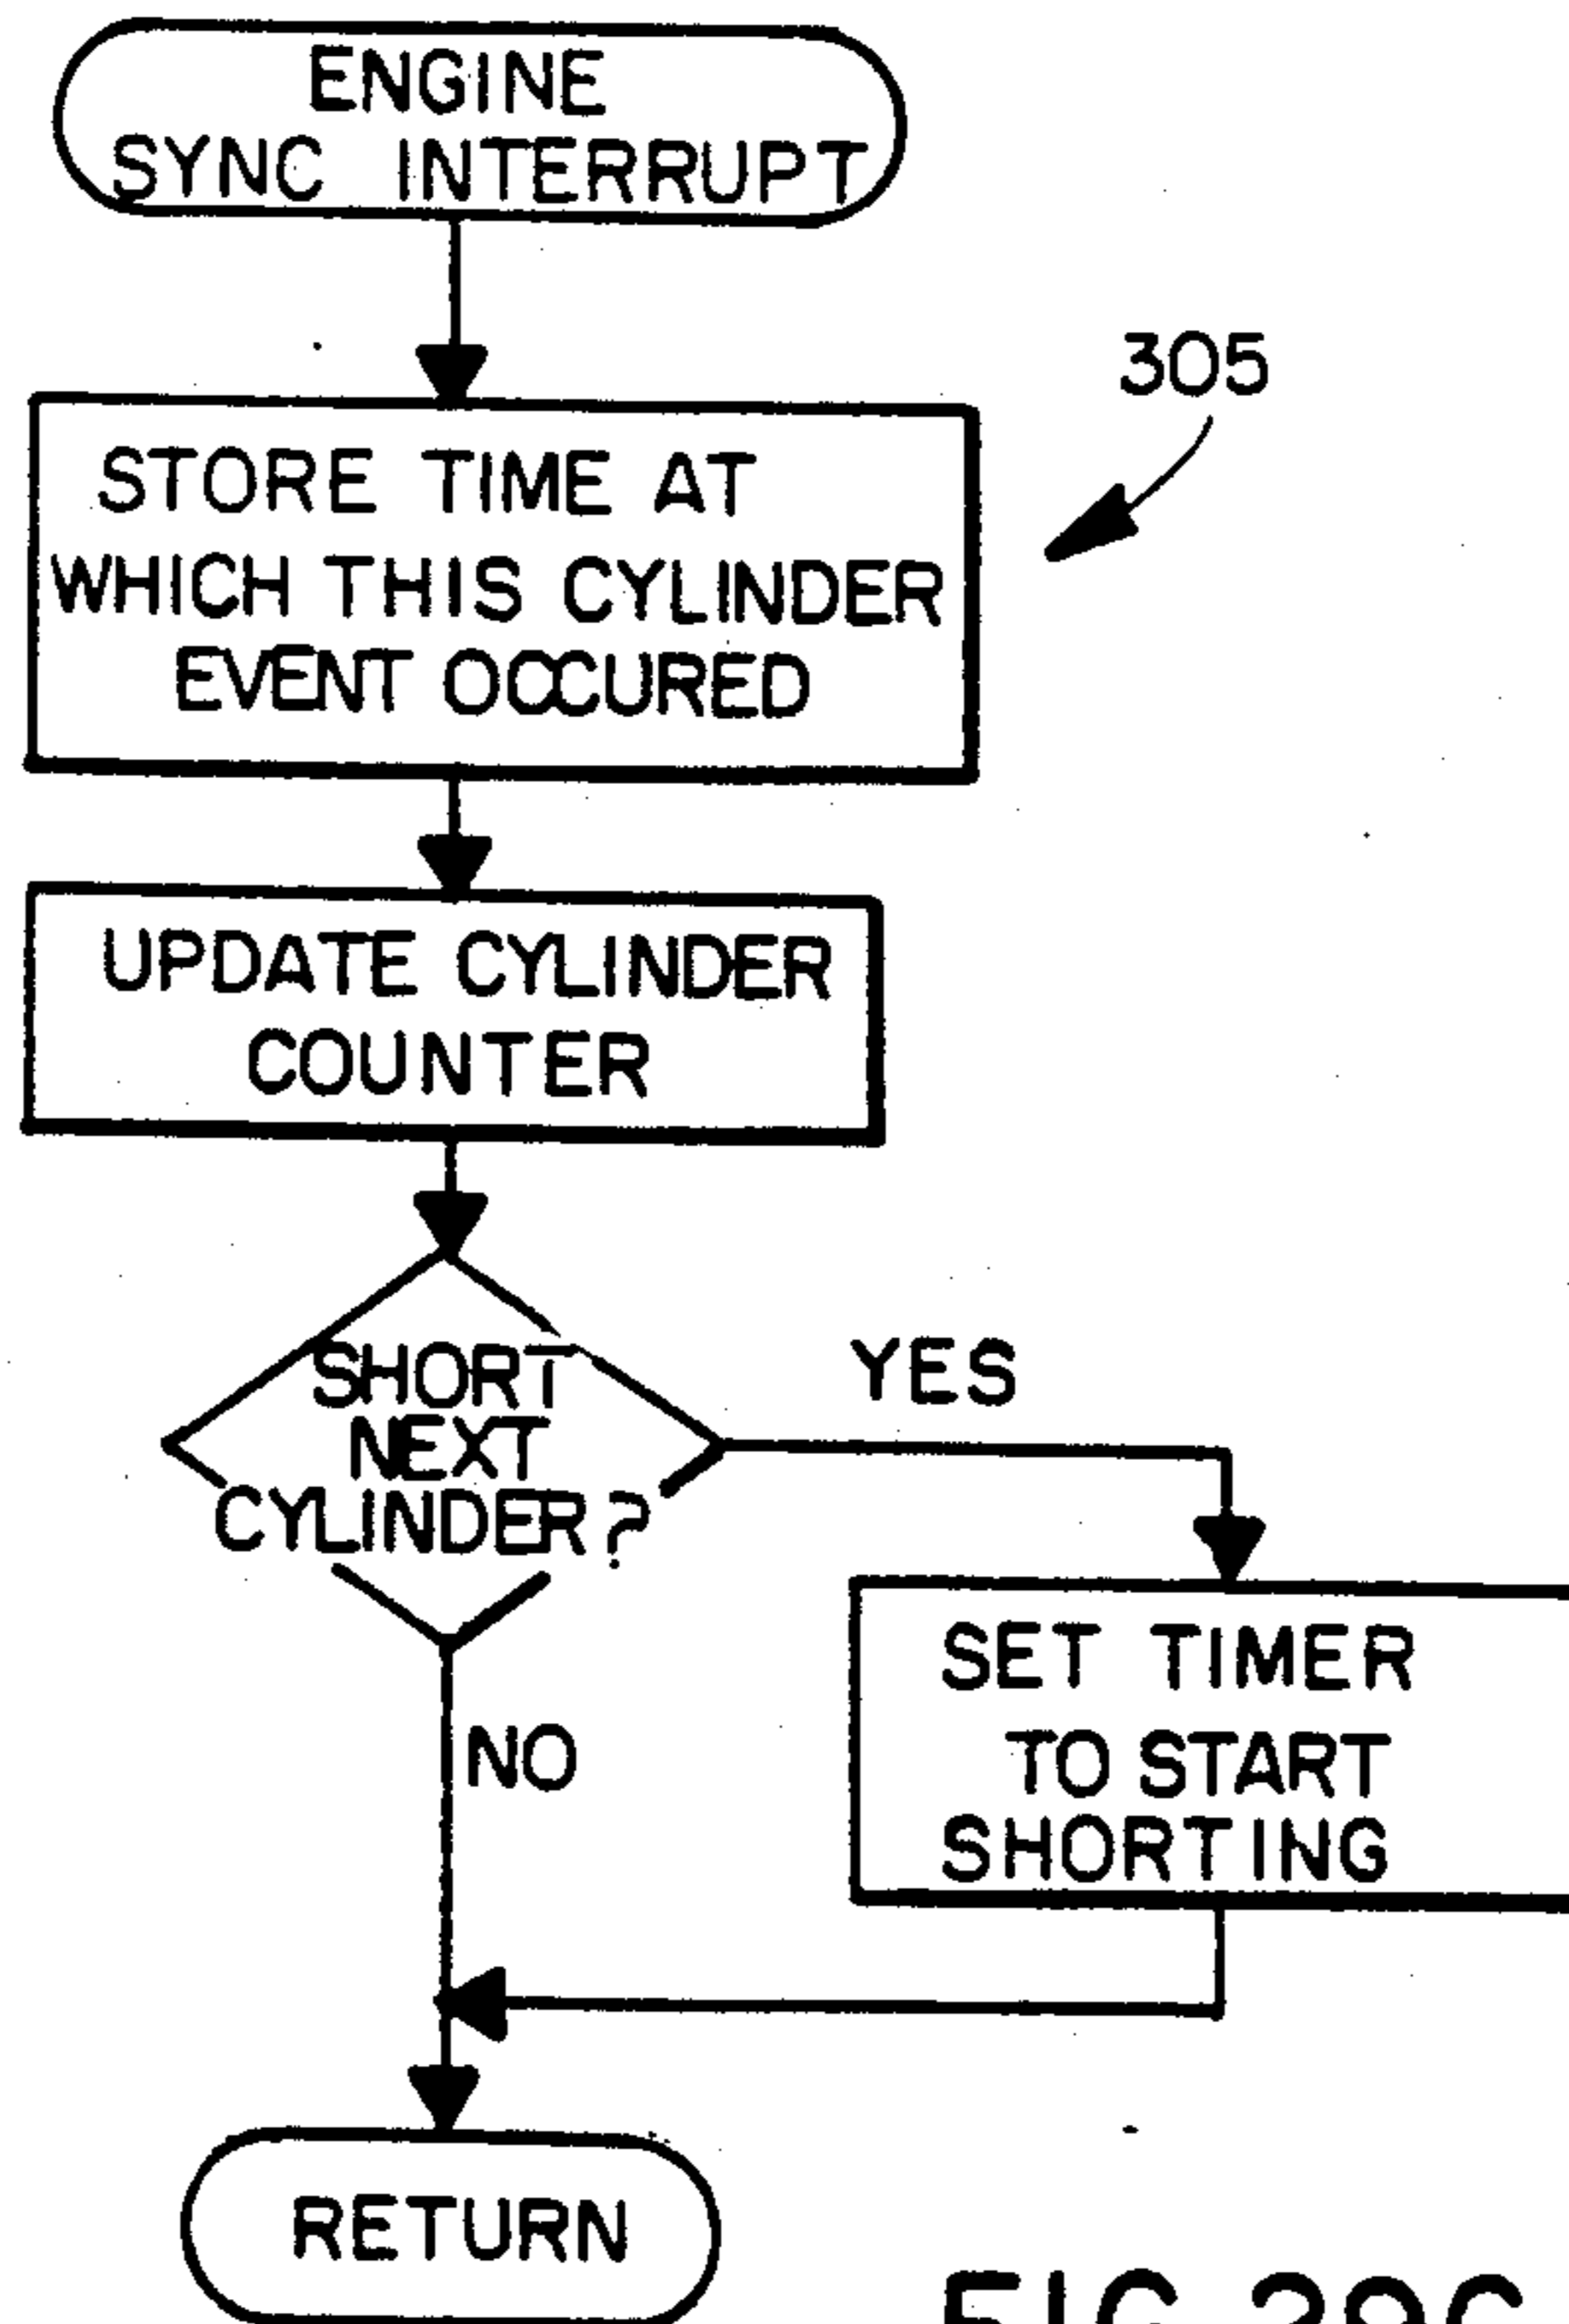 ENGINE
SYNC INTERRUPT
305
STORE TIME AT
WHICH THIS CYLINDER
EVENT OCCURED
UPDATE CYLINDER
COUNTER
SHORT
NEXT
CYLINDER?
YES
NO
SET TIMER
TO START
SHORTING
RETURN